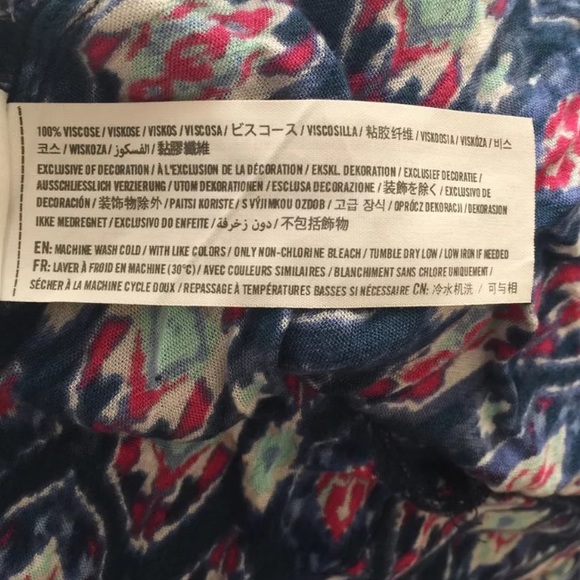 100% VISCOSE / VISKOSE / VISKOS / VISCOSA / ビスコース / VISCOSILLA / 粘胶纤维 / VISKOOSIA / VISKÓZA / 비스
코스 / WISKOZA / الفسكوز / 黏膠纖維
EXCLUSIVE OF DECORATION / À L'EXCLUSION DE LA DÉCORATION / EKSKL. DEKORATION / EXCLUSIEF DECORATIE /
AUSSCHLIESSLICH VERZIERUNG / UTOM DEKORATIONEN / ESCLUSA DECORAZIONE / 装飾を除く / EXCLUSIVO DE
DECORACIÓN / 装饰物除外 / PAITSI KORISTE / S VÝJIMKOU OZDOB / 고급 장식 / OPRÓCZ DEKORACJI / DEKORASJON
IKKE MEDREGNET / EXCLUSIVO DO ENFEITE / دون زخرفة / 不包括飾物
EN: MACHINE WASH COLD / WITH LIKE COLORS / ONLY NON-CHLORINE BLEACH / TUMBLE DRY LOW / LOW IRON IF NEEDED
FR: LAVER À FROID EN MACHINE (30°C) / AVEC COULEURS SIMILAIRES / BLANCHIMENT SANS CHLORE UNIQUEMENT /
SÉCHER À LA MACHINE CYCLE DOUX / REPASSAGE À TEMPÉRATURES BASSES SI NÉCESSAIRE CN: 冷水机洗 / 可与相